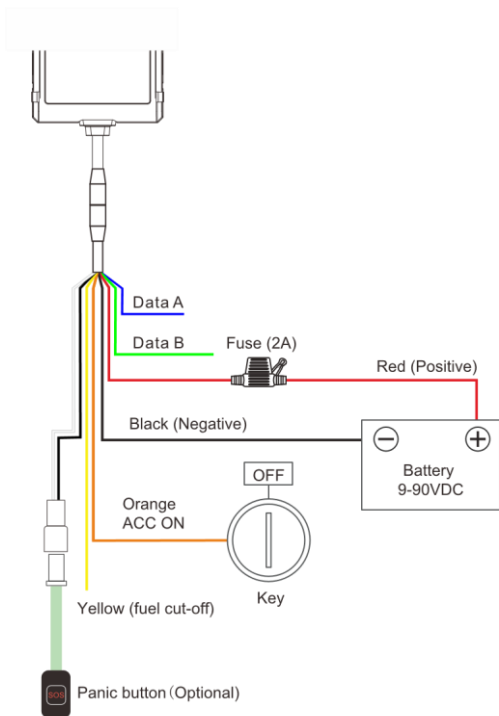 Data A
Data B
Fuse (2A)
Red (Positive)
Black (Negative)
Battery
9-90VDC
OFF
Orange
ACC ON
Key
Yellow (fuel cut-off)
SOS
Panic button (Optional)